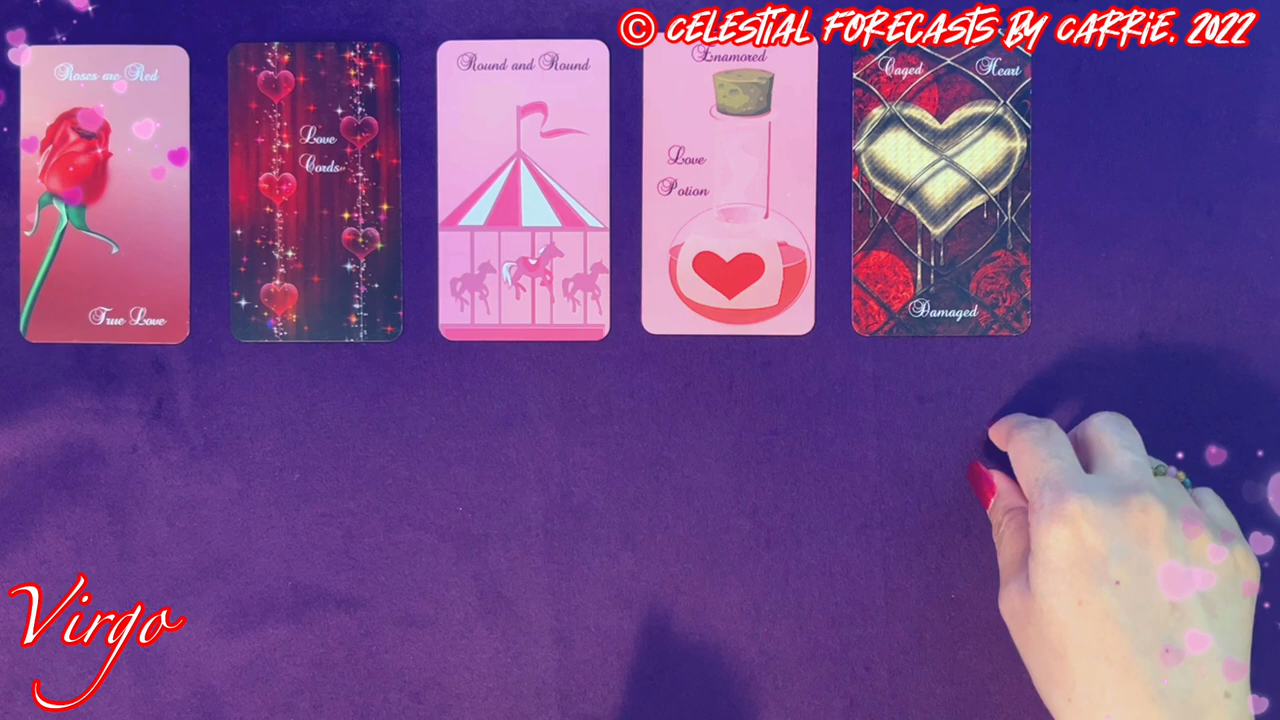 © CELESTIAL FORECASTS BY CARRIE. 2022
Roses are Red
True Love
Love
Cords
Round and Round
Enamored
Love
Potion
Caged Heart
Damaged
Virgo